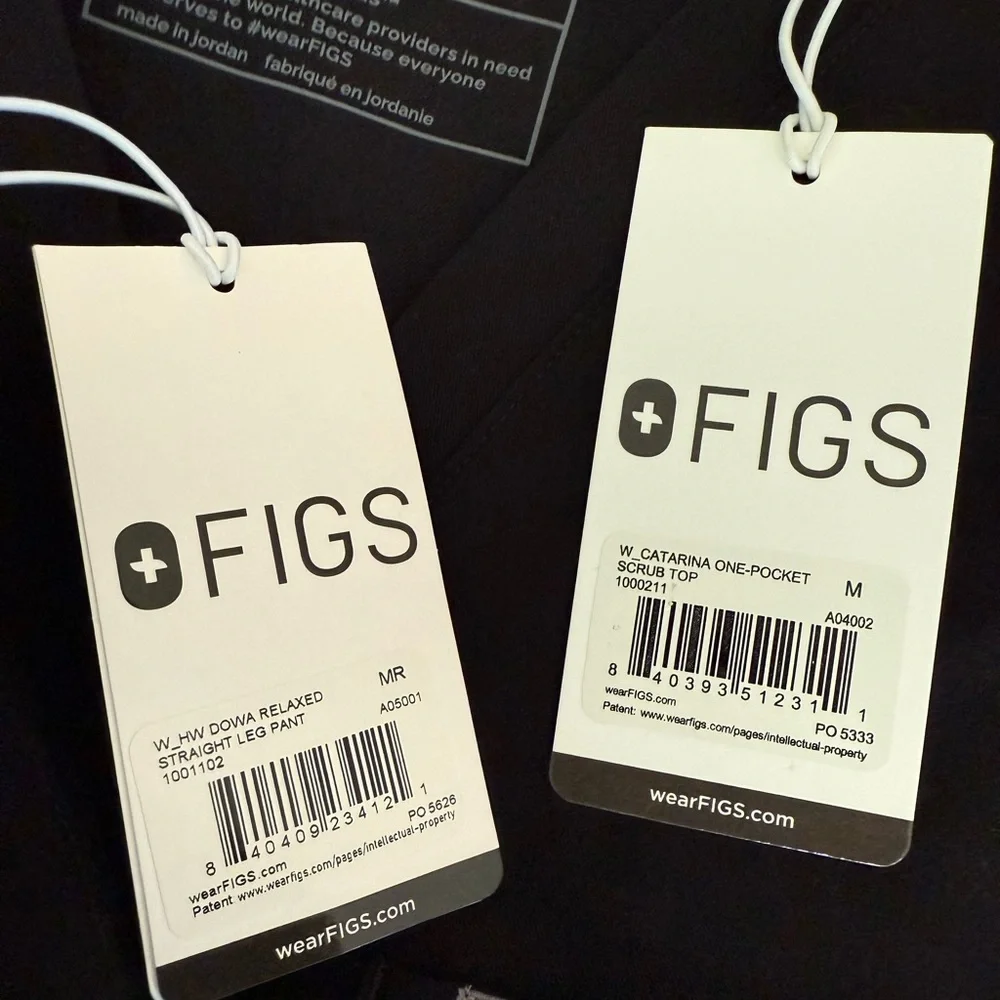 thcare providers in need
world. Because everyone
erves to #wearFIGS
made in jordan fabriqué en jordanie
FIGS
W_HW DOWA RELAXED
STRAIGHT LEG PANT
1001102
MR
A05001
8 40409 23412 1
PO 5626
wearFIGS.com
Patent www.wearfigs.com/pages/intellectual-property
wearFIGS.com
FIGS
W_CATARINA ONE-POCKET
SCRUB TOP
1000211
M
A04002
8 40393 51231 1
wearFIGS.com
PO 5333
Patent: www.wearfigs.com/pages/intellectual-property
wearFIGS.com